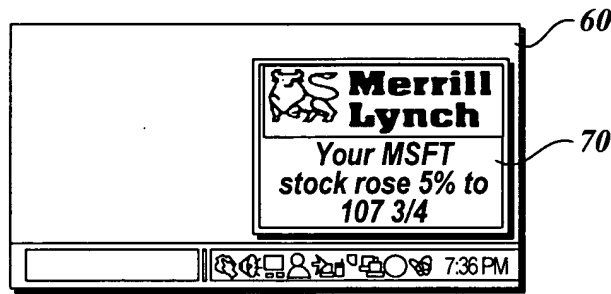 60
Merrill
Lynch
70
Your MSFT
stock rose 5% to
107 3/4
7:36 PM